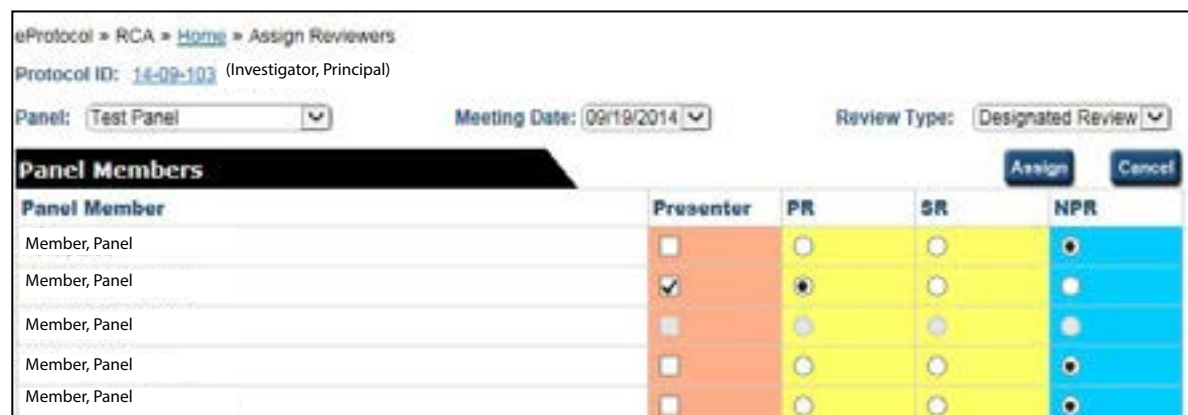 eProtocol » RCA » Home » Assign Reviewers
Protocol ID: 14-09-103 (Investigator, Principal)
Panel: Test Panel Meeting Date: 09/19/2014 Review Type: Designated Review
Panel Members Assign Cancel
Panel Member Presenter PR SR NPR
Member, Panel
Member, Panel
Member, Panel
Member, Panel
Member, Panel